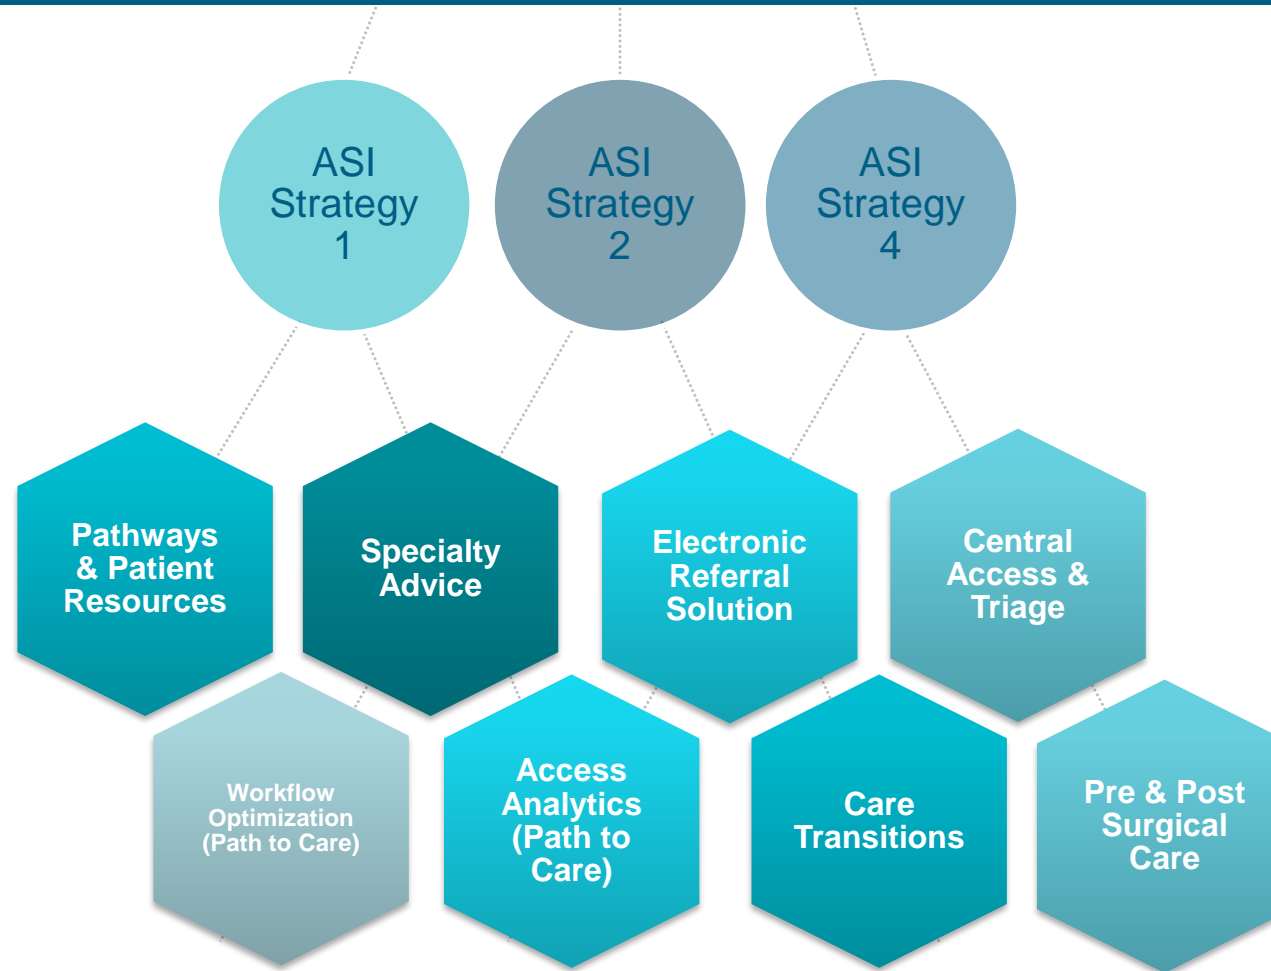 ASI
Strategy
1
ASI
Strategy
2
ASI
Strategy
4
Pathways
& Patient
Resources
Specialty
Advice
Electronic
Referral
Solution
Central
Access &
Triage
Workflow
Optimization
(Path to Care)
Access
Analytics
(Path to
Care)
Care
Transitions
Pre & Post
Surgical
Care